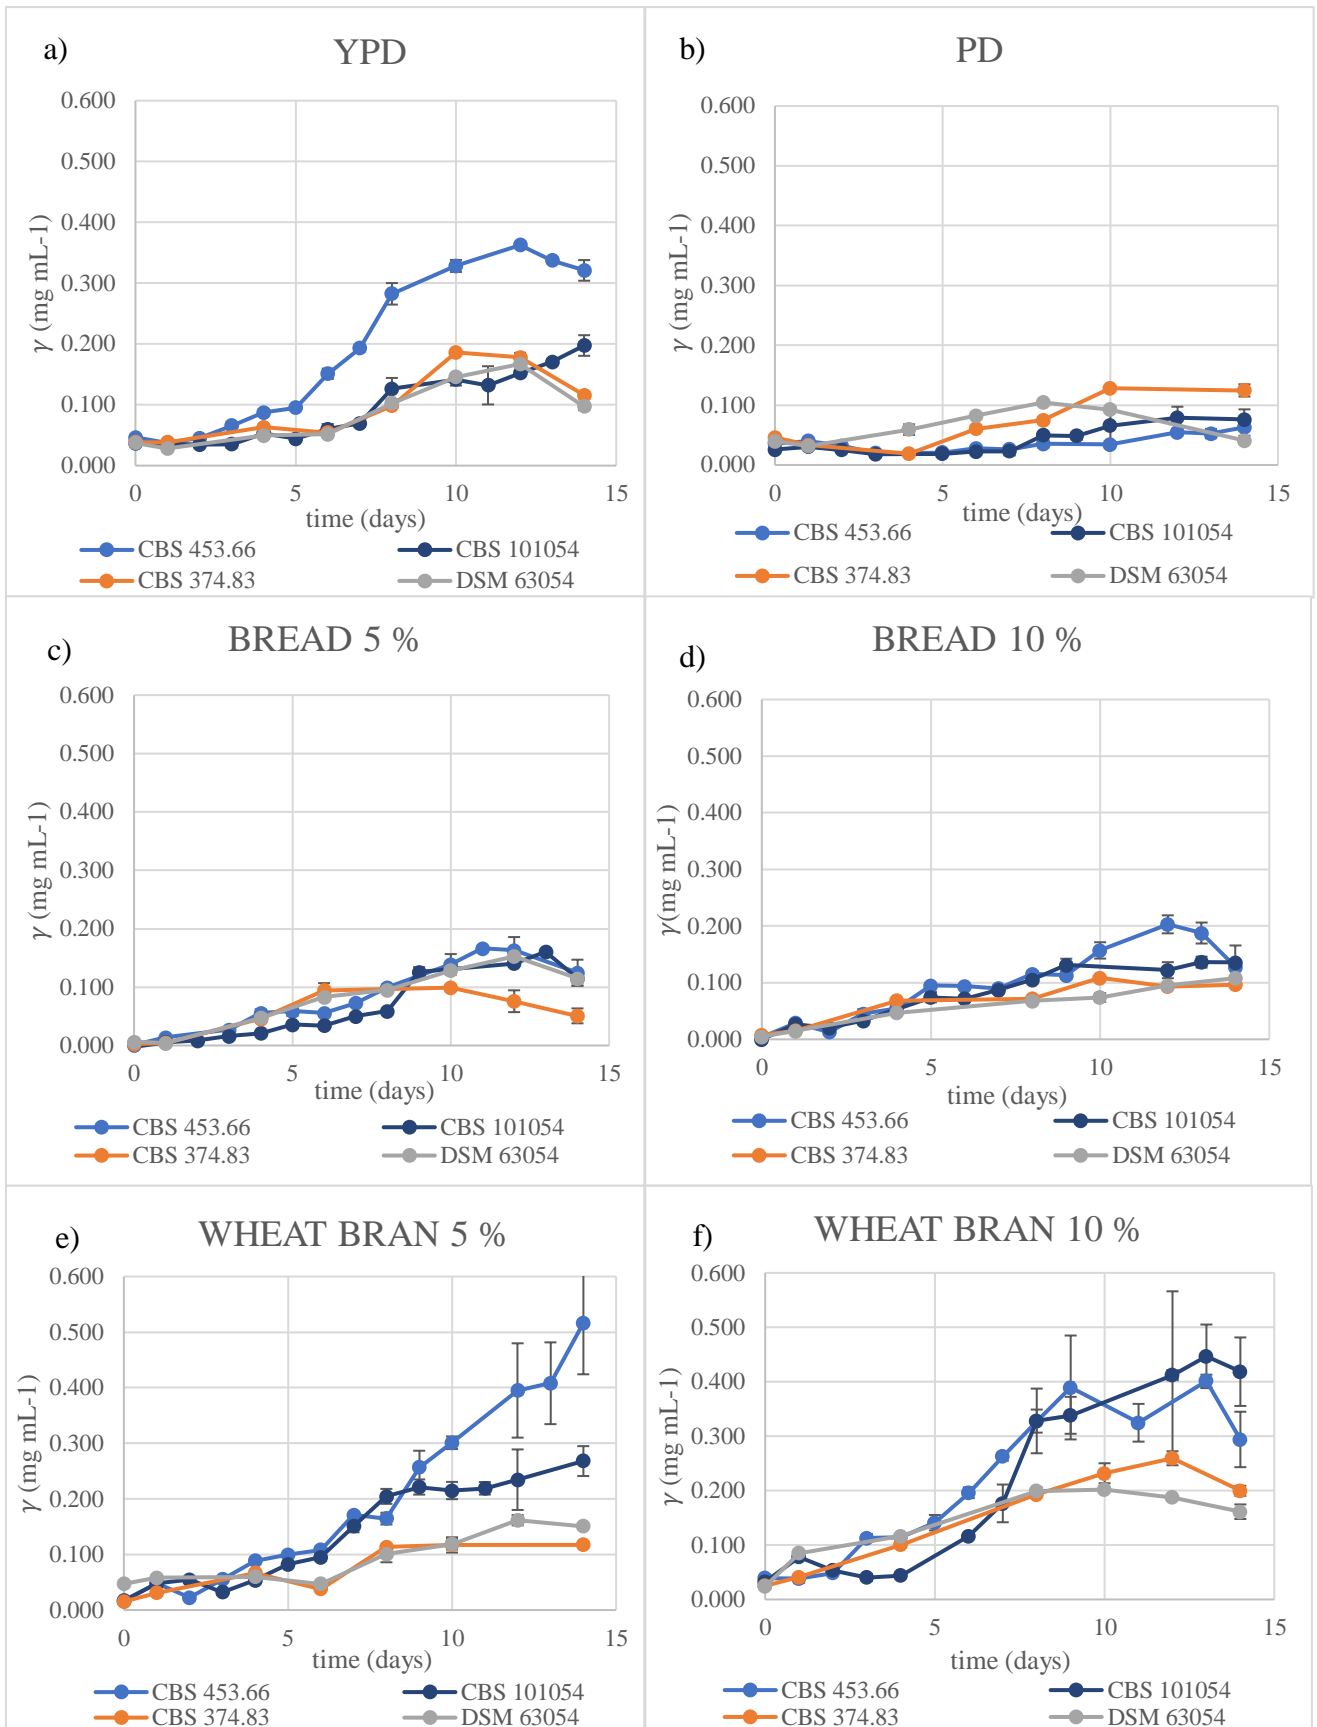 a)
YPD
0.600
0.500
0.400
0.300
0.200
0.100
0.000
γ (mg mL-1)
0 5 10 15
time (days)
CBS 453.66 CBS 101054
CBS 374.83 DSM 63054
b)
PD
0.600
0.500
0.400
0.300
0.200
0.100
0.000
γ (mg mL-1)
0 5 10 15
time (days)
CBS 453.66 CBS 101054
CBS 374.83 DSM 63054
c)
BREAD 5 %
0.600
0.500
0.400
0.300
0.200
0.100
0.000
γ (mg mL-1)
0 5 10 15
time (days)
CBS 453.66 CBS 101054
CBS 374.83 DSM 63054
d)
BREAD 10 %
0.600
0.500
0.400
0.300
0.200
0.100
0.000
γ(mg mL-1)
0 5 10 15
time (days)
CBS 453.66 CBS 101054
CBS 374.83 DSM 63054
e)
WHEAT BRAN 5 %
0.600
0.500
0.400
0.300
0.200
0.100
0.000
γ (mg mL-1)
0 5 10 15
time (days)
CBS 453.66 CBS 101054
CBS 374.83 DSM 63054
f)
WHEAT BRAN 10 %
0.600
0.500
0.400
0.300
0.200
0.100
0.000
γ (mg mL-1)
0 5 10 15
time (days)
CBS 453.66 CBS 101054
CBS 374.83 DSM 63054